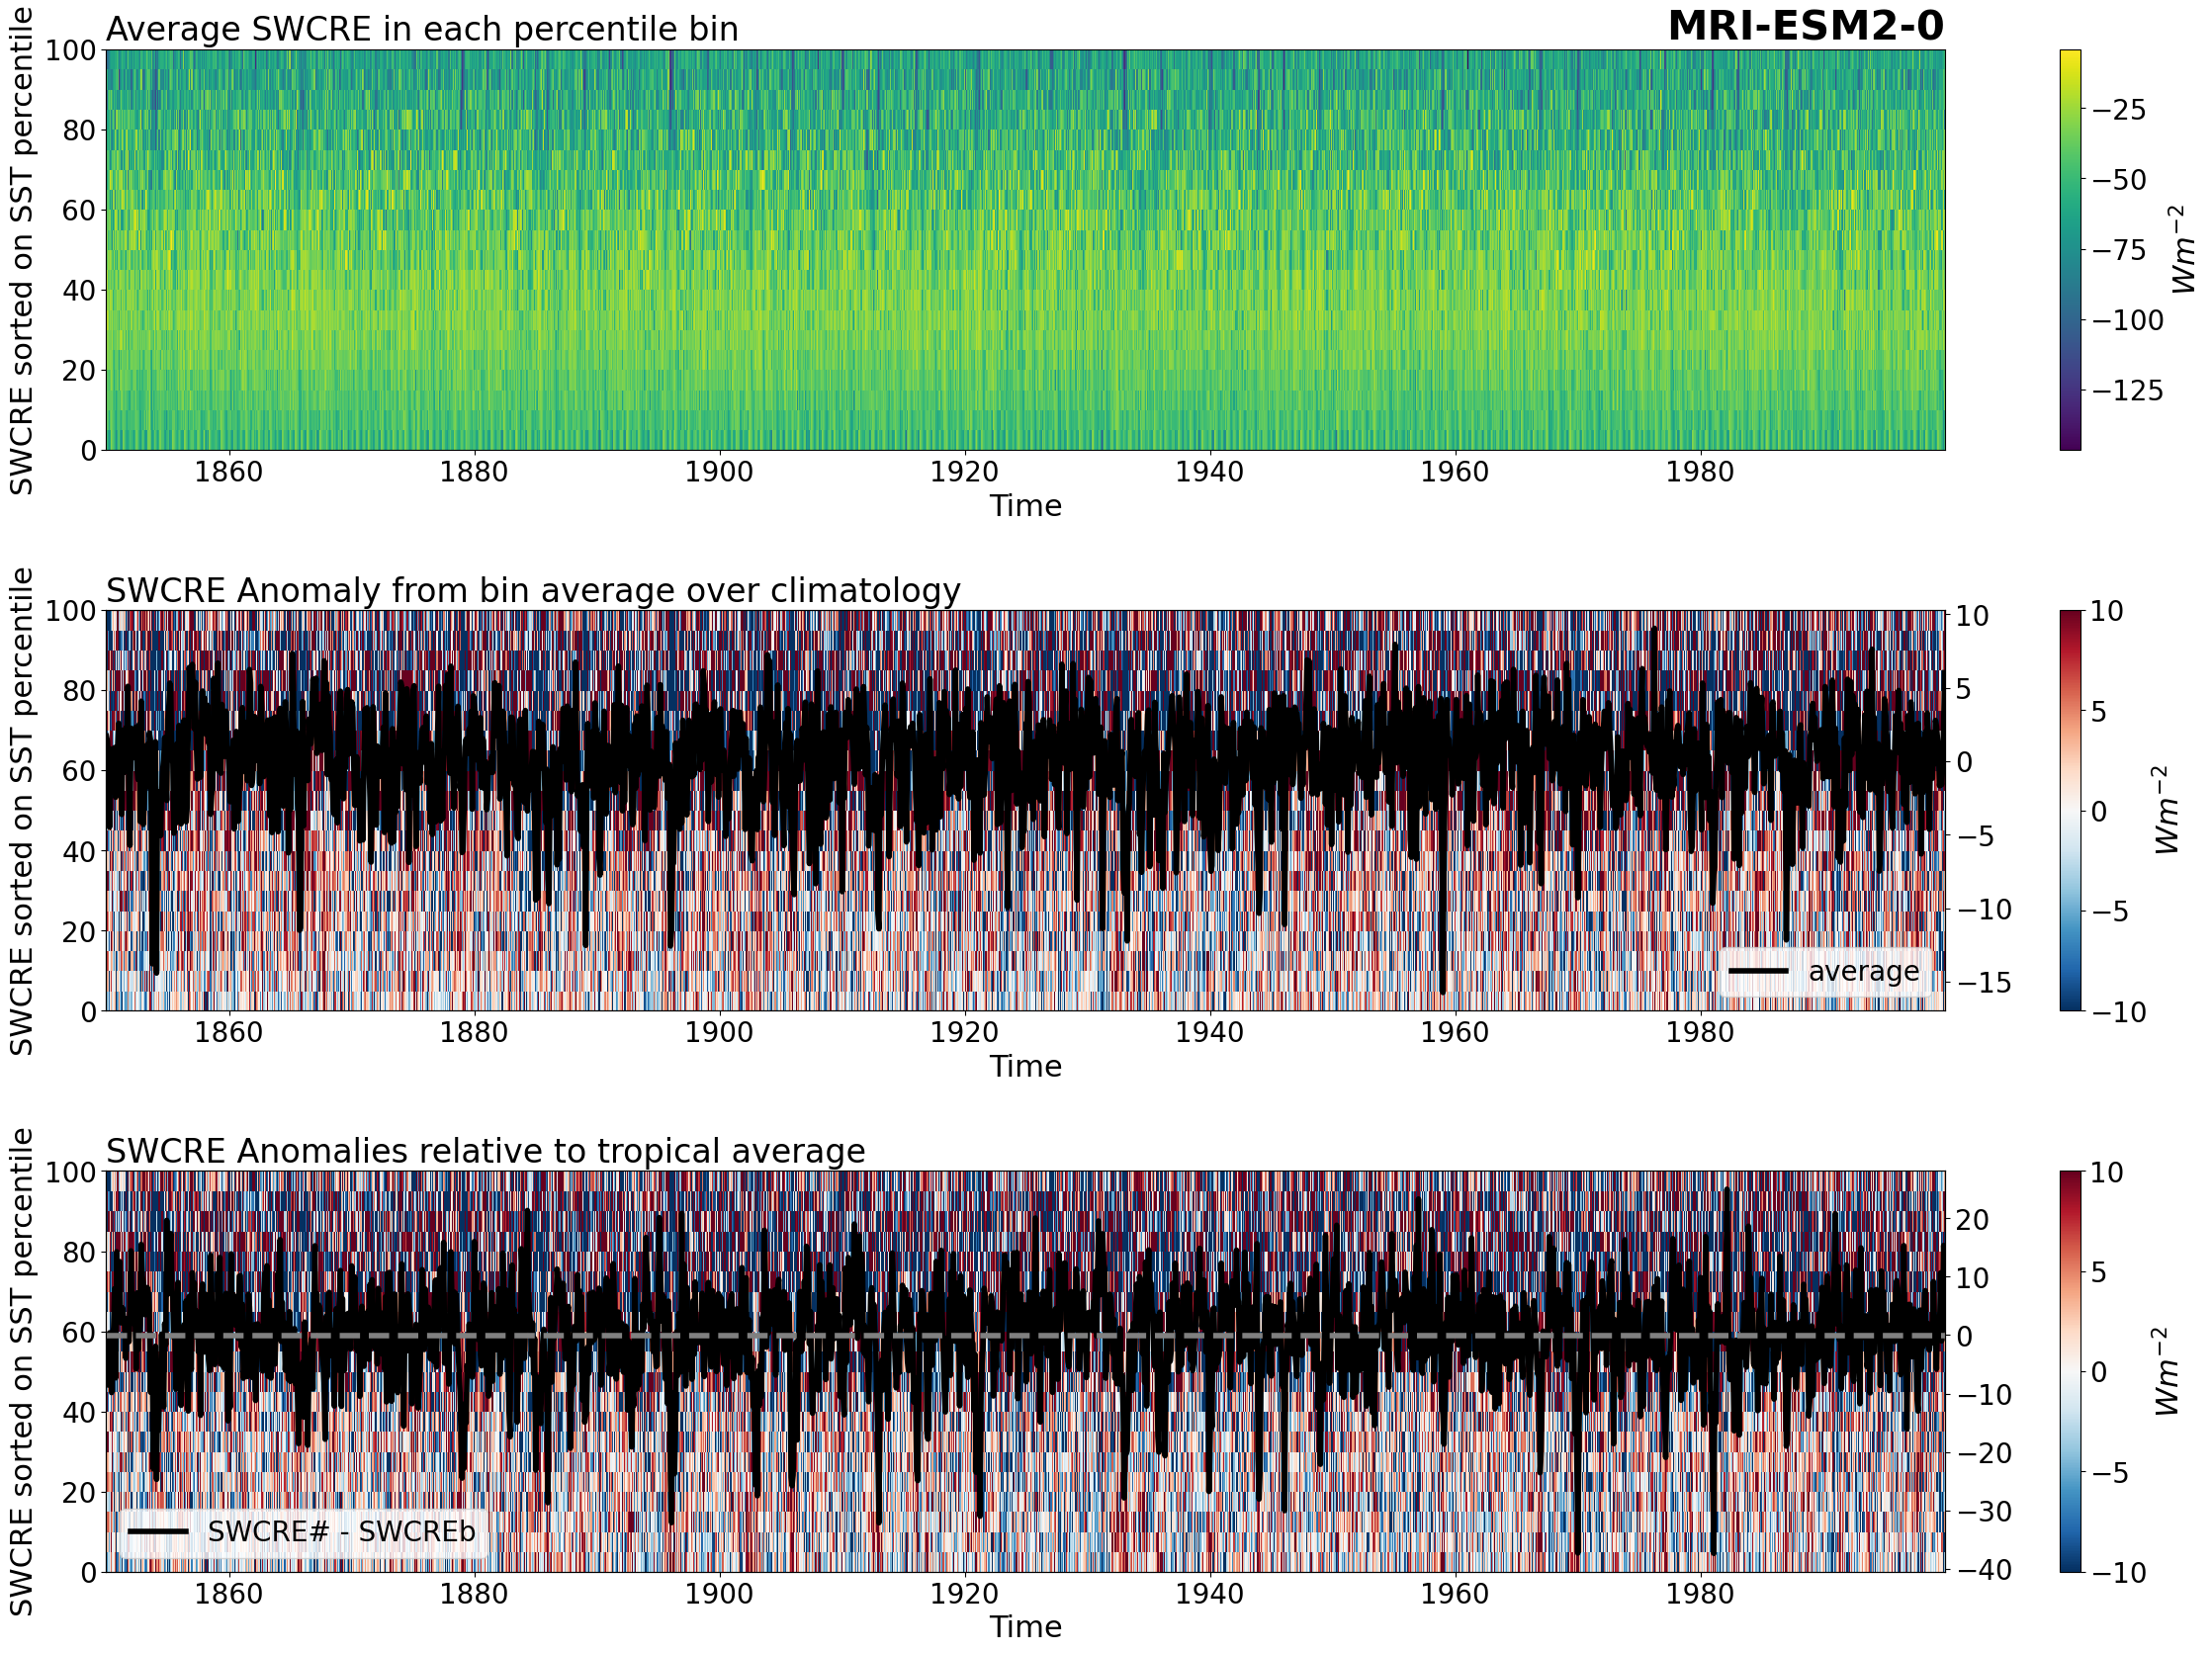 Average SWCRE in each percentile bin
MRI-ESM2-0
SWCRE sorted on SST percentile
100
80
60
40
20
0
1860 1880 1900 1920 1940 1960 1980
Time
−25
−50
−75
−100
−125
Wm⁻²
SWCRE Anomaly from bin average over climatology
SWCRE sorted on SST percentile
100
80
60
40
20
0
10
5
0
−5
−10
−15
average
1860 1880 1900 1920 1940 1960 1980
Time
10
5
0
−5
−10
Wm⁻²
SWCRE Anomalies relative to tropical average
SWCRE sorted on SST percentile
100
80
60
40
20
0
20
10
0
−10
−20
−30
−40
SWCRE# - SWCREb
1860 1880 1900 1920 1940 1960 1980
Time
10
5
0
−5
−10
Wm⁻²